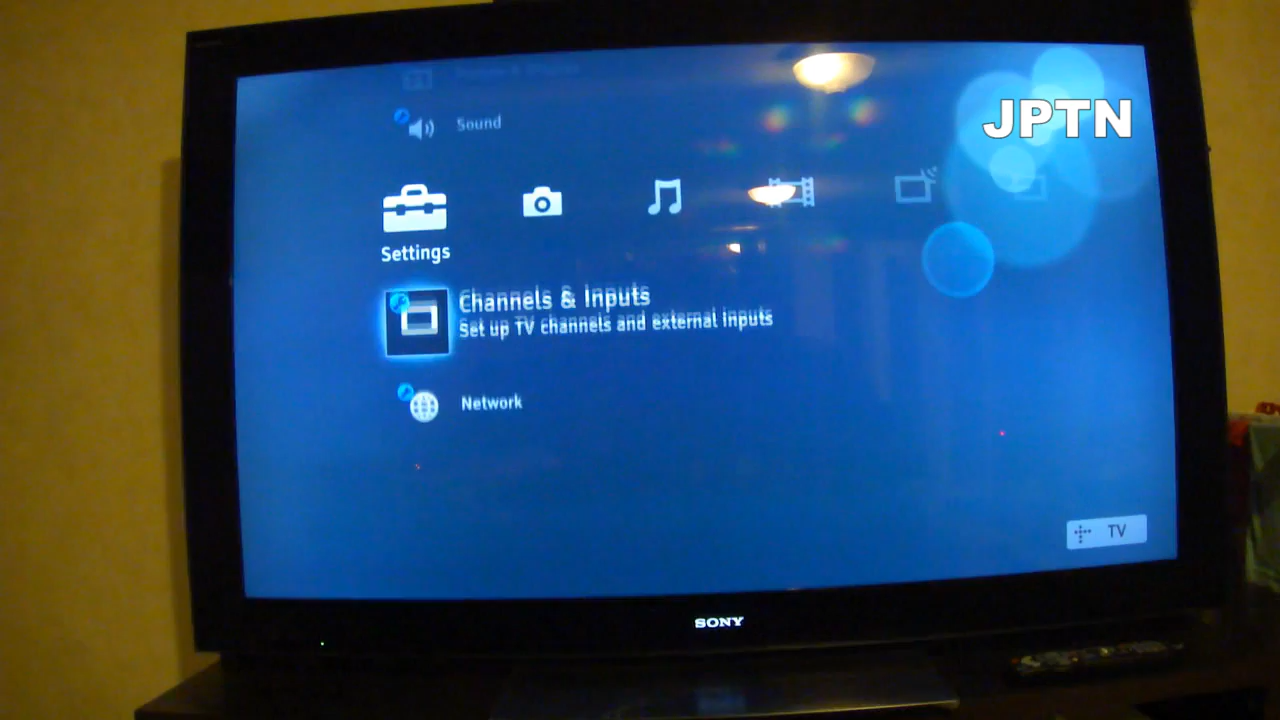 Sound
JPTN
Settings
Channels & Inputs
Set up TV channels and external inputs
Network
TV
SONY